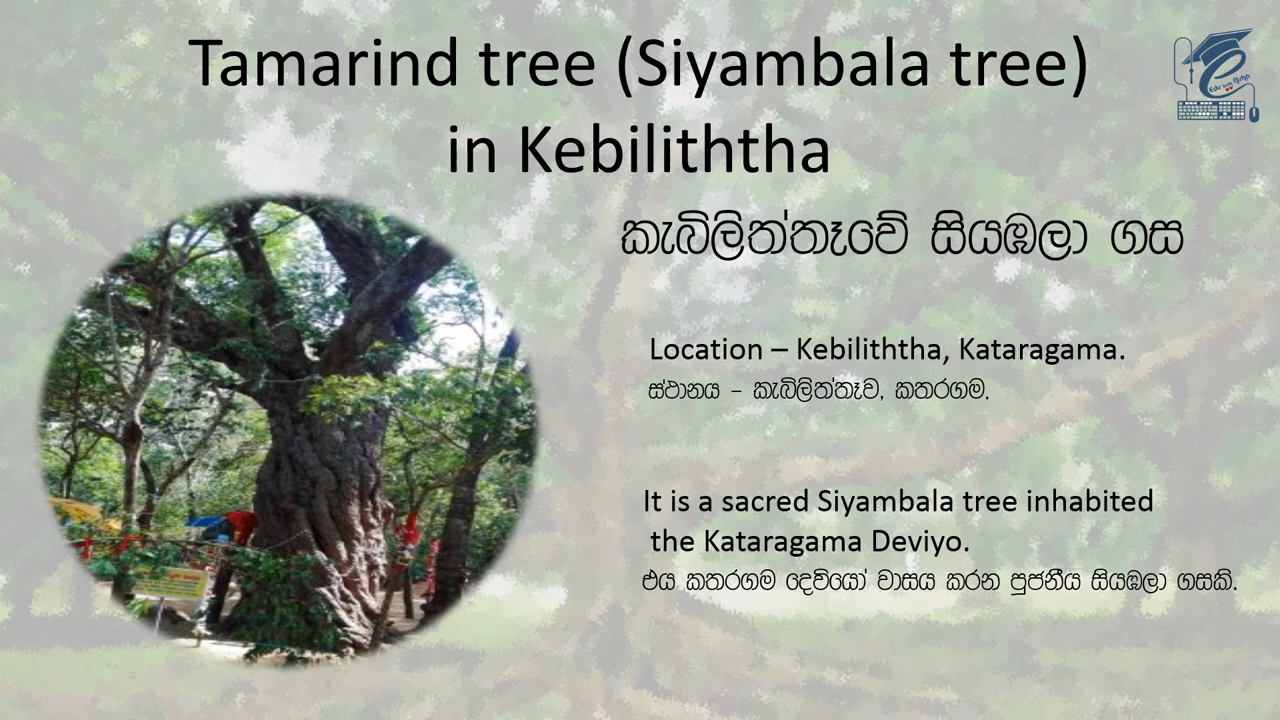 Tamarind tree (Siyambala tree)
in Kebiliththa
කැබිලිත්තෑවේ සියඹලා ගස
Location – Kebiliththa, Kataragama.
ස්ථානය – කැබිලිත්තෑව, කතරගම.
It is a sacred Siyambala tree inhabited
the Kataragama Deviyo.
එය කතරගම දෙවියෝ වාසය කරන පූජනීය සියඹලා ගසකි.